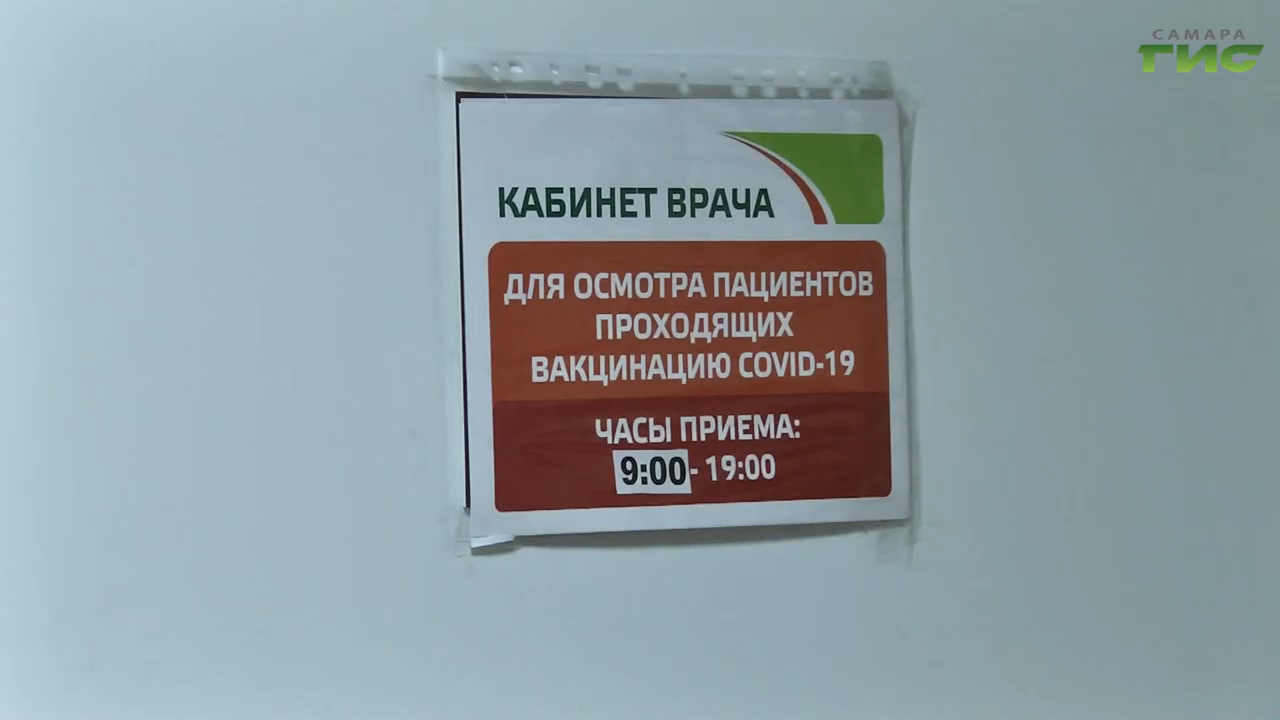 САМАРА
ГИС
КАБИНЕТ ВРАЧА
ДЛЯ ОСМОТРА ПАЦИЕНТОВ
ПРОХОДЯЩИХ
ВАКЦИНАЦИЮ COVID-19
ЧАСЫ ПРИЕМА:
9:00- 19:00